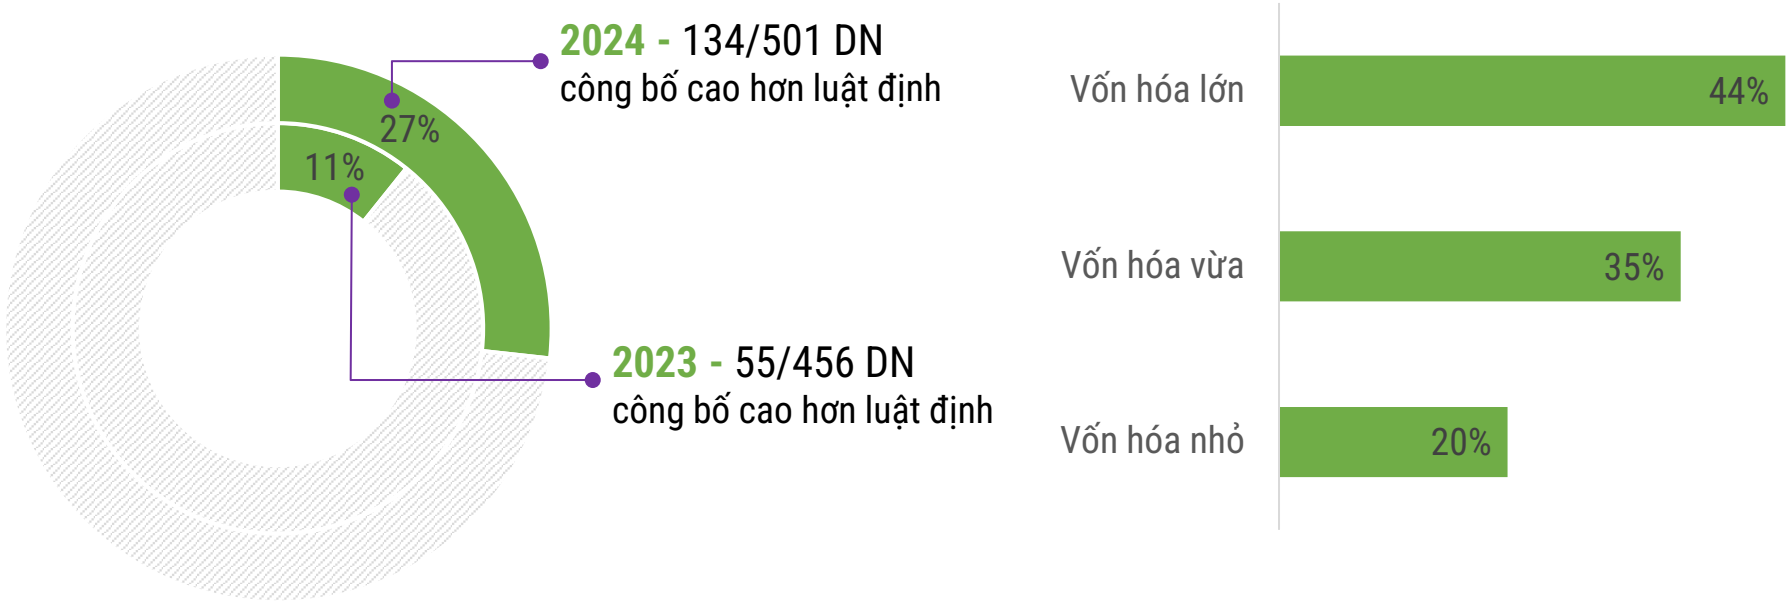 2024 - 134/501 DN
công bố cao hơn luật định
27%
11%
2023 - 55/456 DN
công bố cao hơn luật định
Vốn hóa lớn
44%
Vốn hóa vừa
35%
Vốn hóa nhỏ
20%